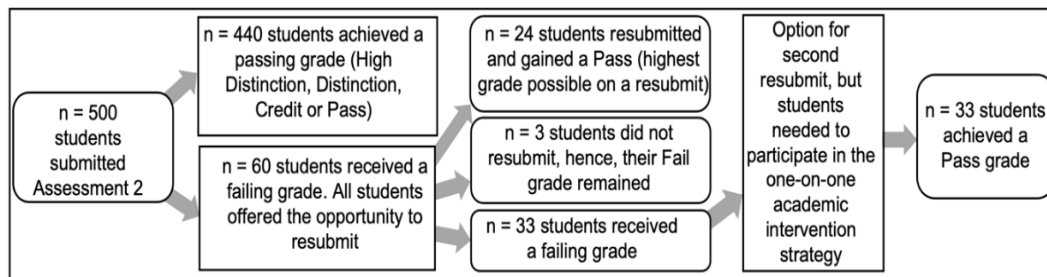 n = 500
students
submitted
Assessment 2
n = 440 students achieved a
passing grade (High
Distinction, Distinction,
Credit or Pass)
n = 60 students received a
failing grade. All students
offered the opportunity to
resubmit
n = 24 students resubmitted
and gained a Pass (highest
grade possible on a resubmit)
n = 3 students did not
resubmit, hence, their Fail
grade remained
n = 33 students received
a failing grade
Option for
second
resubmit, but
students
needed to
participate in the
one-on-one
academic
intervention
strategy
n = 33 students
achieved a
Pass grade